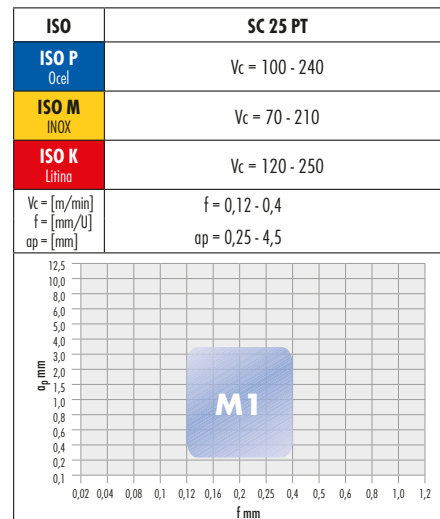 ISO SC 25 PT
ISO P
Ocel
Vc = 100 - 240
ISO M
INOX
Vc = 70 - 210
ISO K
Litina
Vc = 120 - 250
Vc = [m/min]
f = [mm/U]
ap = [mm]
f = 0,12 - 0,4
ap = 0,25 - 4,5
12,5
10,0
8,0
6,0
5,0
4,0
3,0
2,0
1,5
1,0
0,8
0,6
0,4
0,2
0,1
ap mm
M1
0,02 0,04 0,08 0,1 0,12 0,16 0,2 0,25 0,4 0,5 0,6 0,8 1,0 1,2
f mm